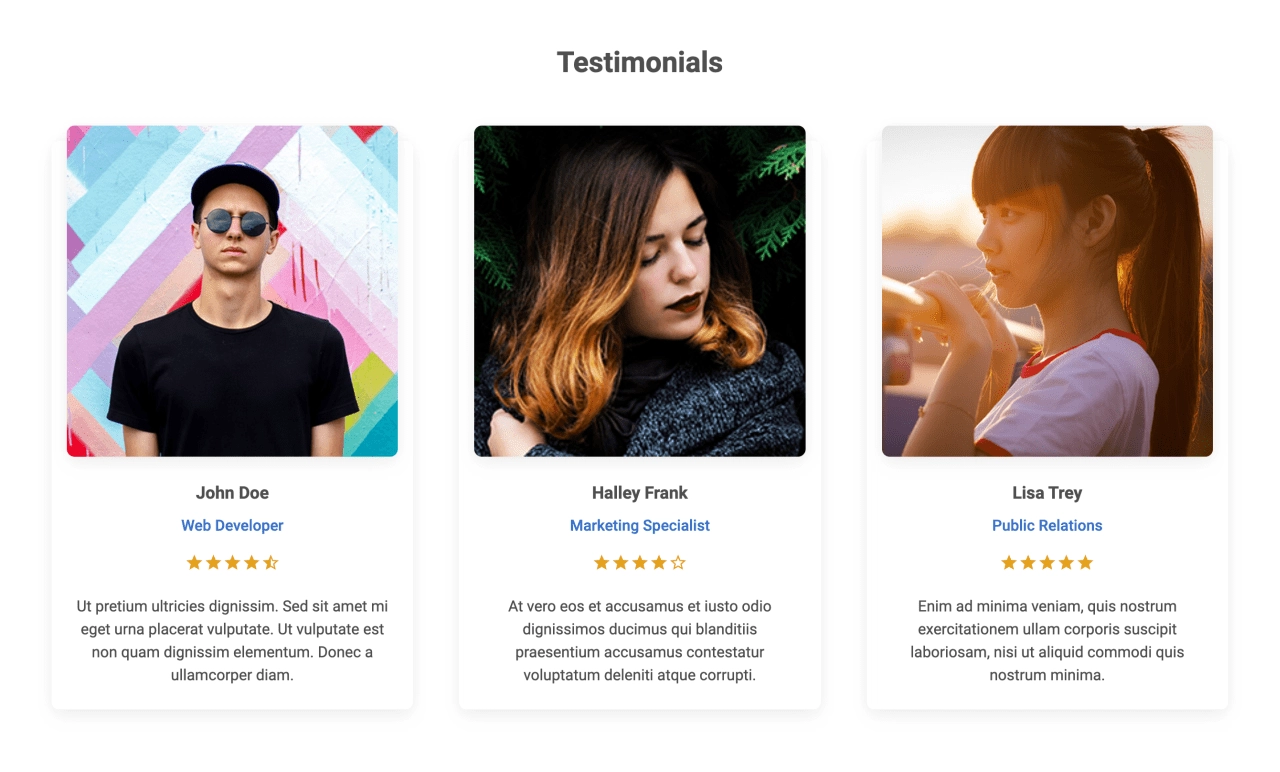 Testimonials
John Doe
Web Developer
Ut pretium ultricies dignissim. Sed sit amet mi
eget urna placerat vulputate. Ut vulputate est
non quam dignissim elementum. Donec a
ullamcorper diam.
Halley Frank
Marketing Specialist
At vero eos et accusamus et iusto odio
dignissimos ducimus qui blanditiis
praesentium accusamus contestatur
voluptatum deleniti atque corrupti.
Lisa Trey
Public Relations
Enim ad minima veniam, quis nostrum
exercitationem ullam corporis suscipit
laboriosam, nisi ut aliquid commodi quis
nostrum minima.